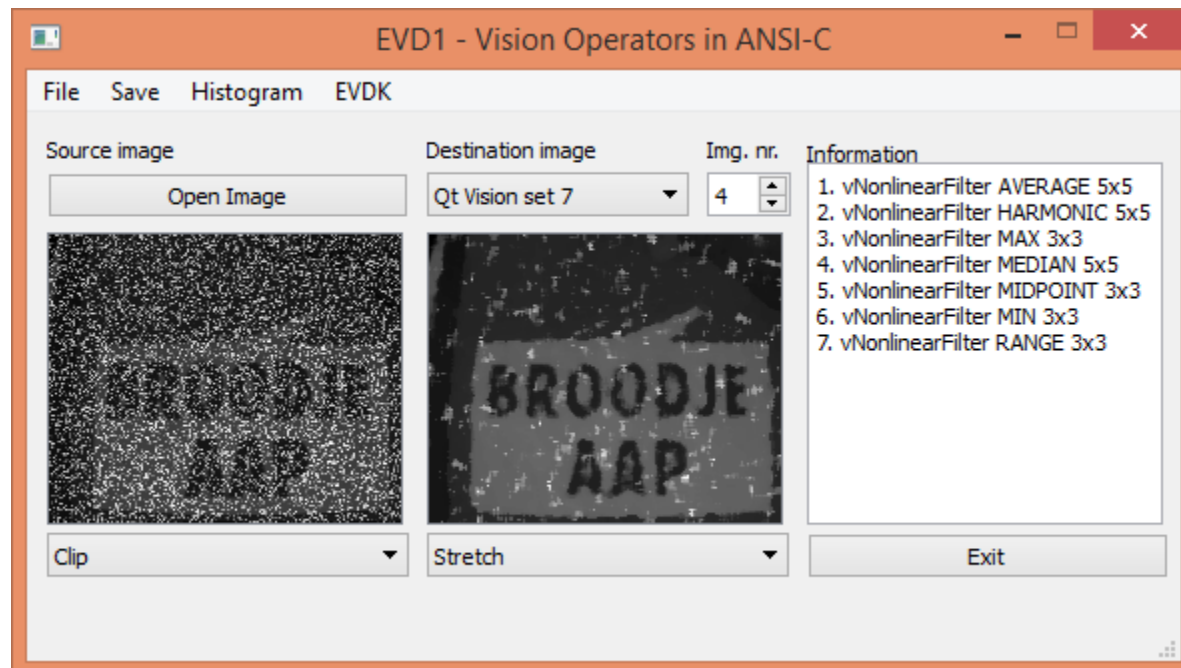 EVD1 - Vision Operators in ANSI-C
File Save Histogram EVDK
Source image
Destination image
Img. nr.
Information
Open Image
Qt Vision set 7
4
1. vNonlinearFilter AVERAGE 5x5
2. vNonlinearFilter HARMONIC 5x5
3. vNonlinearFilter MAX 3x3
4. vNonlinearFilter MEDIAN 5x5
5. vNonlinearFilter MIDPOINT 3x3
6. vNonlinearFilter MIN 3x3
7. vNonlinearFilter RANGE 3x3
BROODJE
AAP
BROODJE
AAP
Clip
Stretch
Exit